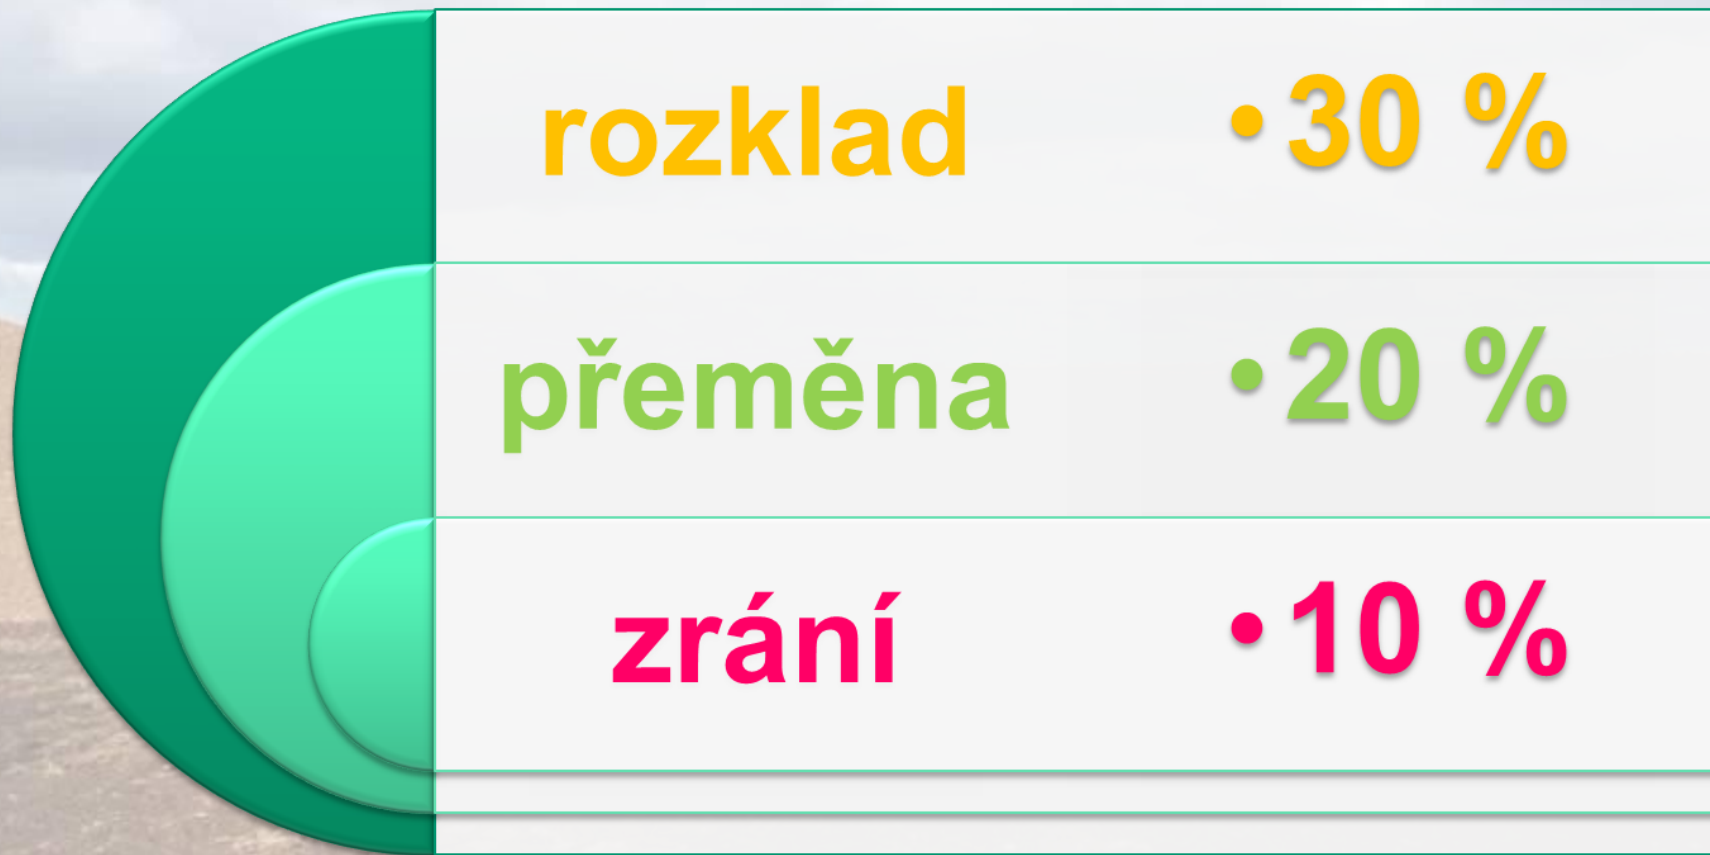 rozklad • 30 %
přeměna • 20 %
zrání • 10 %